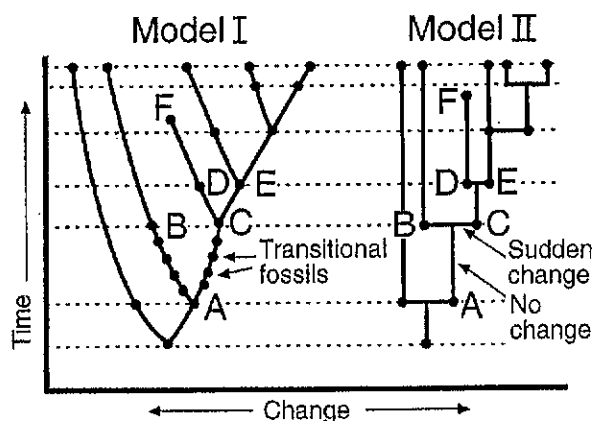 Model I
Model II
F
F
D
E
D
E
B
C
B
C
Transitional
fossils
Sudden
change
A
A
No
change
Time
Change